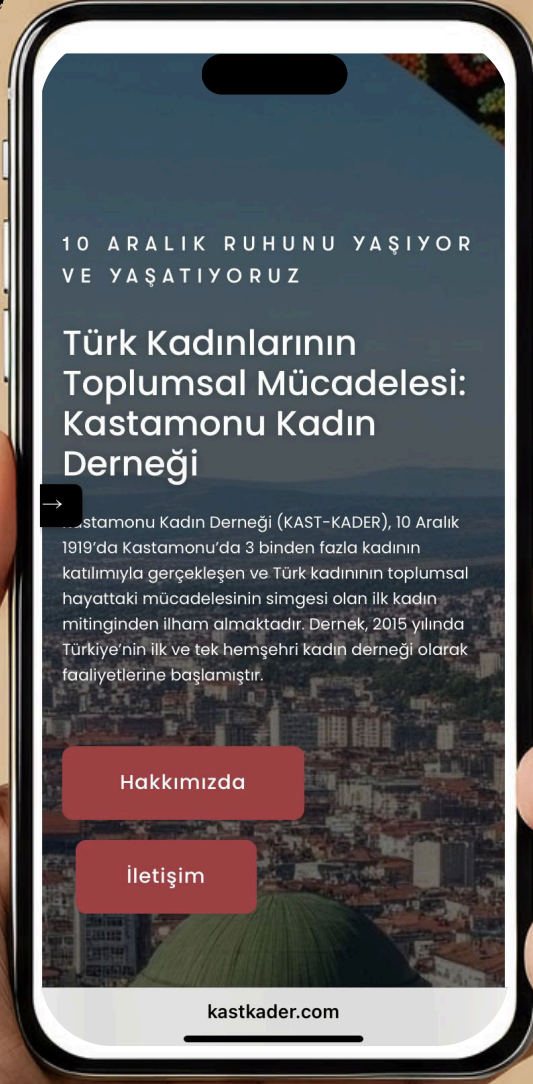 10 ARALIK RUHUNU YAŞIYOR
VE YAŞATIYORUZ
Türk Kadınlarının
Toplumsal Mücadelesi:
Kastamonu Kadın
Derneği
→
Kastamonu Kadın Derneği (KAST-KADER), 10 Aralık
1919’da Kastamonu’da 3 binden fazla kadının
katılımıyla gerçekleşen ve Türk kadınının toplumsal
hayattaki mücadelesinin simgesi olan ilk kadın
mitinginden ilham almaktadır. Dernek, 2015 yılında
Türkiye’nin ilk ve tek hemşehri kadın derneği olarak
faaliyetlerine başlamıştır.
Hakkımızda
İletişim
kastkader.com